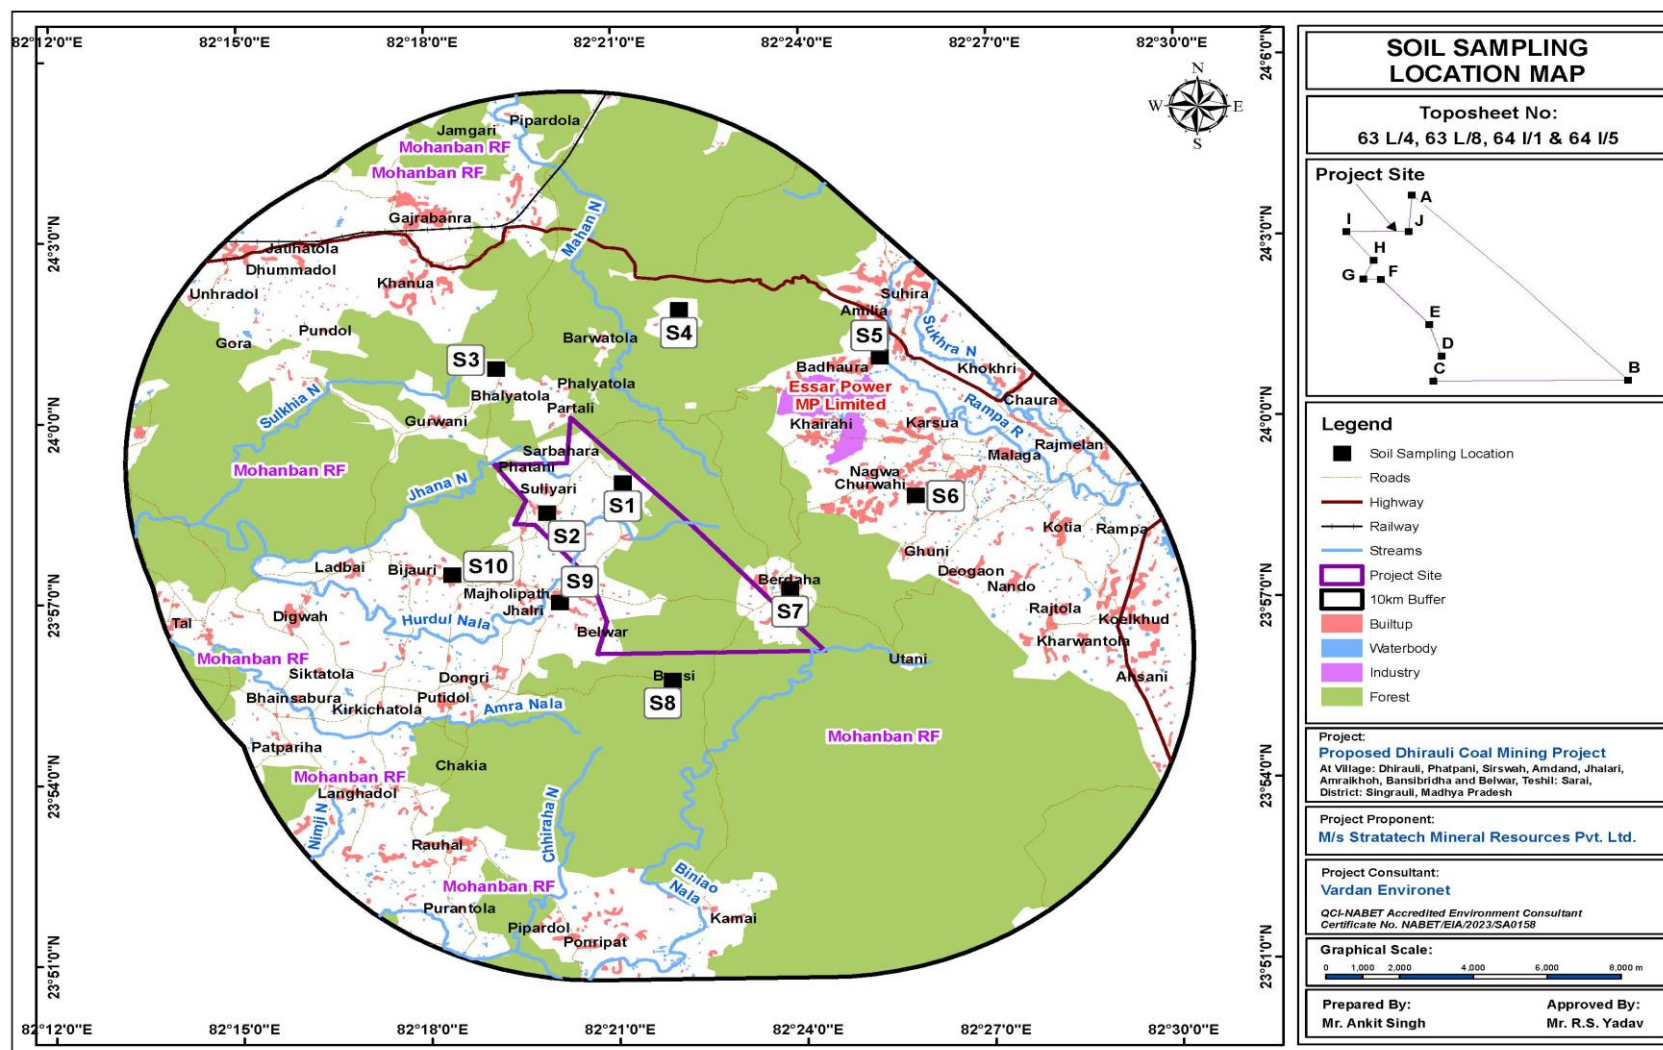 82°12'0"E
82°15'0"E
82°18'0"E
82°21'0"E
82°24'0"E
82°27'0"E
82°30'0"E
24°6'0"N
24°3'0"N
24°0'0"N
23°57'0"N
23°54'0"N
23°51'0"N
24°3'0"N
24°0'0"N
23°57'0"N
23°54'0"N
23°51'0"N
N
W
E
S
Pipardola
Jamgari
Mohanban RF
Mohanban RF
Gajrabanra
Mahan N
Jatihatola
Dhummadol
Khanua
Unhradol
Pundol
Gora
Barwatola
S4
Suhira
Amilia
S5
Sukhra N
Khokhri
Badhaura
Essar Power
MP Limited
Chaura
Rampa R
Khairahi
Karsua
Rajmelan
Malaga
S3
Bhalyatola
Phalyatola
Partali
Sulkhia N
Gurwani
Sarbahara
Phatani
Mohanban RF
Jhana N
Suliyari
S1
S2
Nagwa
Churwahi
S6
Kotia
Rampa
Ghuni
Deogaon
Nando
Ladbai
Bijauri
S10
S9
Majholipath
Jhalri
Berdaha
S7
Rajtola
Koelkhud
Kharwantola
Tal
Digwah
Hurdul Nala
Belwar
Utani
Ahsani
Mohanban RF
Siktatola
Dongri
S8
Bhainsabura
Putidol
Kirkichatola
Amra Nala
Mohanban RF
Patpariha
Chakia
Mohanban RF
Langhadol
Nimji N
Chhiraha N
Rauhal
Mohanban RF
Biniao
Nala
Purantola
Kamai
Pipardol
Ponripat
82°12'0"E
82°15'0"E
82°18'0"E
82°21'0"E
82°24'0"E
82°27'0"E
82°30'0"E
SOIL SAMPLING
LOCATION MAP
Toposheet No:
63 L/4, 63 L/8, 64 I/1 & 64 I/5
Project Site
A
I
J
H
G
F
E
D
C
B
Legend
Soil Sampling Location
Roads
Highway
Railway
Streams
Project Site
10km Buffer
Builtup
Waterbody
Industry
Forest
Project:
Proposed Dhirauli Coal Mining Project
At Village: Dhirauli, Phatpani, Sirswah, Amdand, Jhalari,
Amraikhoh, Bansibridha and Belwar, Teshil: Sarai,
District: Singrauli, Madhya Pradesh
Project Proponent:
M/s Stratatech Mineral Resources Pvt. Ltd.
Project Consultant:
Vardan Environet
QCI-NABET Accredited Environment Consultant
Certificate No. NABET/EIA/2023/SA0158
Graphical Scale:
0 1,000 2,000 4,000 6,000 8,000 m
Prepared By:
Mr. Ankit Singh
Approved By:
Mr. R.S. Yadav